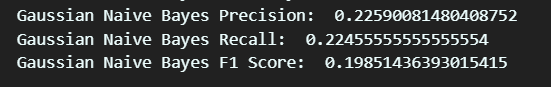 Gaussian Naive Bayes Precision:  0.22590081480408752
Gaussian Naive Bayes Recall:  0.22455555555555554
Gaussian Naive Bayes F1 Score:  0.19851436393015415